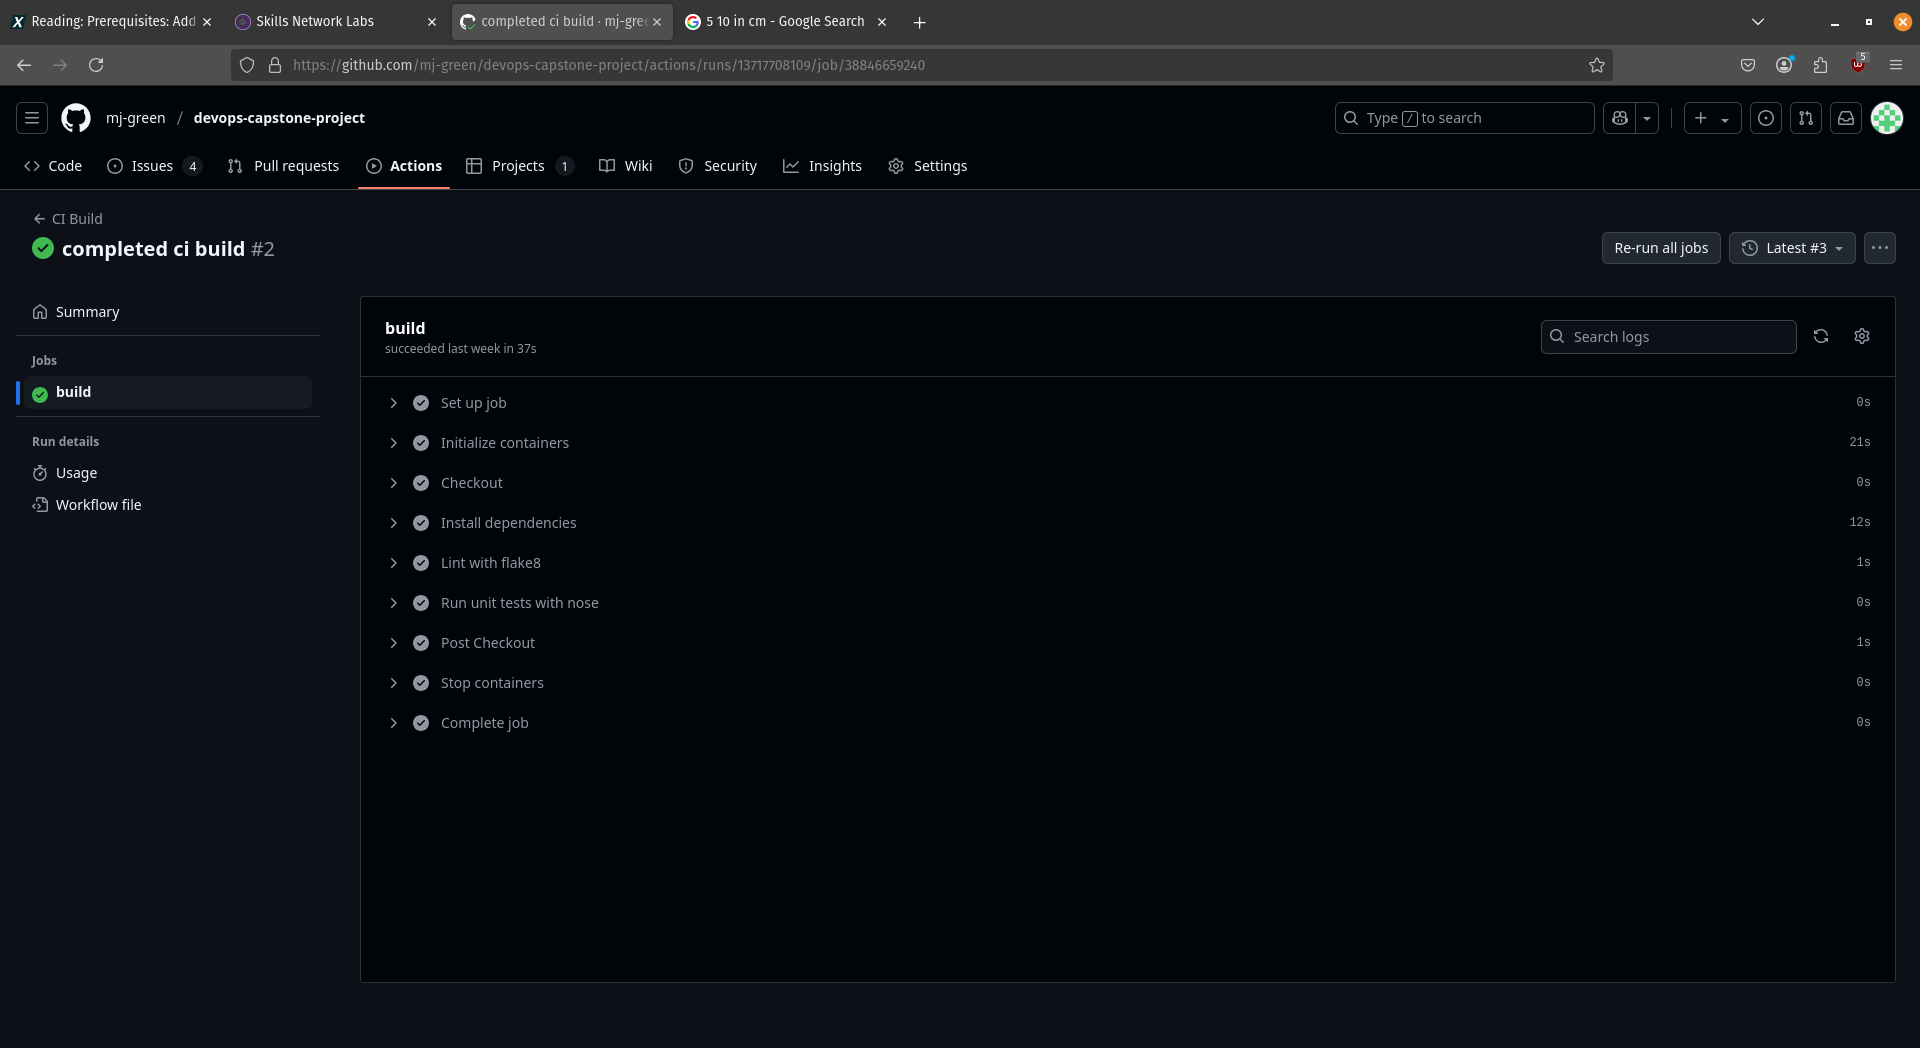 Reading: Prerequisites: Add
Skills Network Labs
completed ci build · mj-gree
5 10 in cm - Google Search
https://github.com/mj-green/devops-capstone-project/actions/runs/13717708109/job/38846659240
5
mj-green / devops-capstone-project
Type / to search
Code
Issues 4
Pull requests
Actions
Projects 1
Wiki
Security
Insights
Settings
CI Build
completed ci build #2
Re-run all jobs
Latest #3
Summary
Jobs
build
Run details
Usage
Workflow file
build
succeeded last week in 37s
Search logs
Set up job 0s
Initialize containers 21s
Checkout 0s
Install dependencies 12s
Lint with flake8 1s
Run unit tests with nose 0s
Post Checkout 1s
Stop containers 0s
Complete job 0s